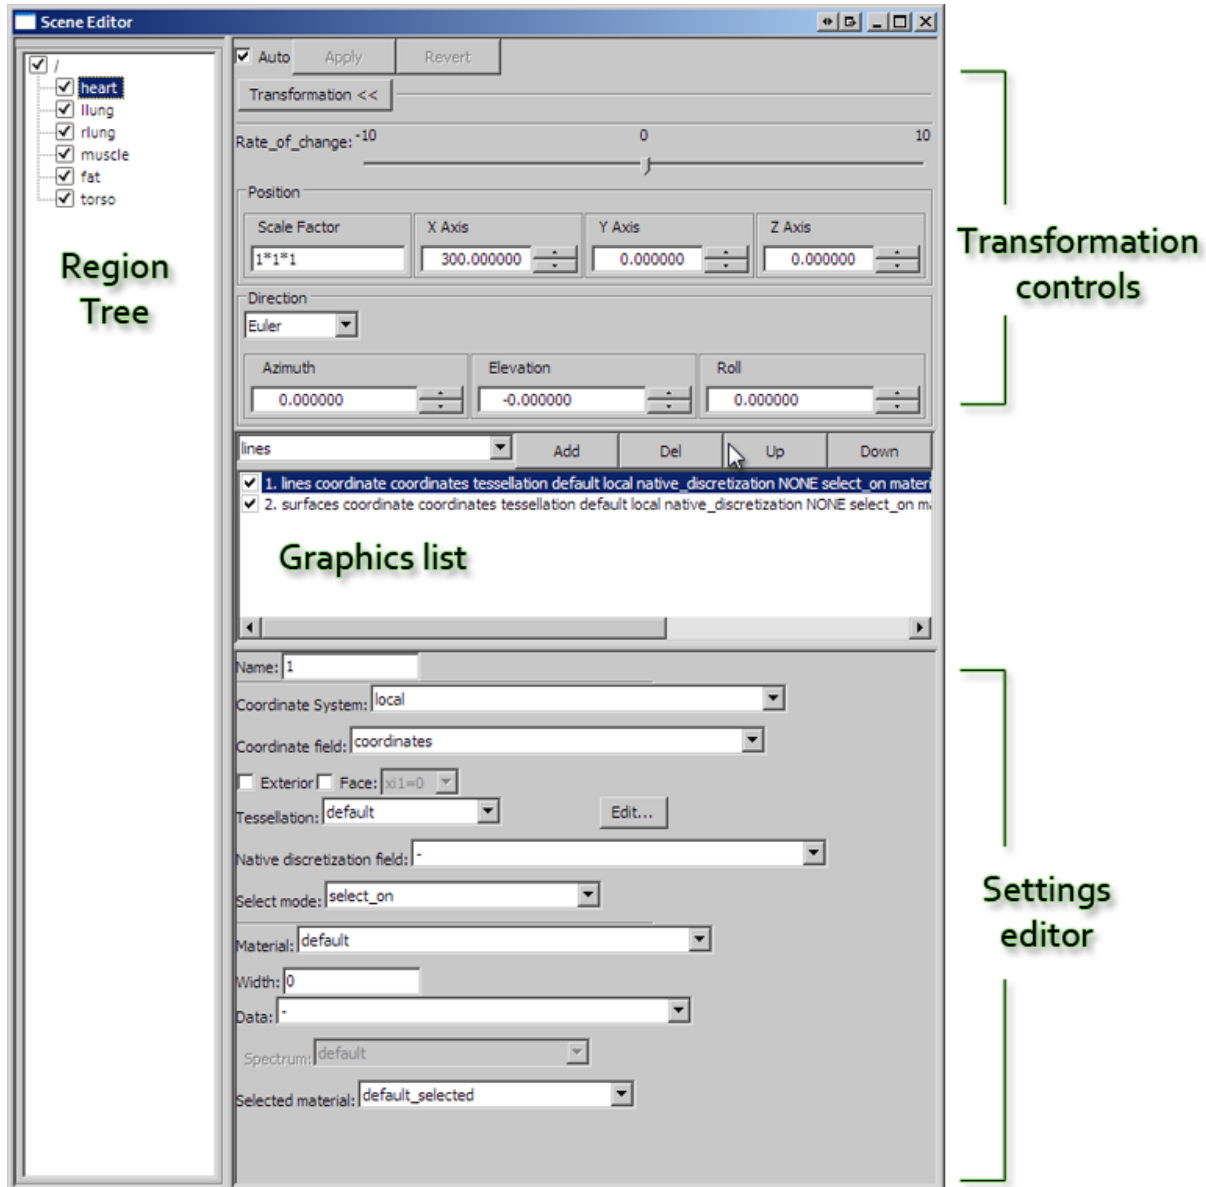 Scene Editor
Auto Apply Revert
/
heart
llung
rlung
muscle
fat
torso
Region
Tree
Transformation <<
Rate_of_change: -10 0 10
Position
Scale Factor X Axis Y Axis Z Axis
1*1*1 300.000000 0.000000 0.000000
Direction
Euler
Azimuth Elevation Roll
0.000000 -0.000000 0.000000
Transformation
controls
lines Add Del Up Down
1. lines coordinate coordinates tessellation default local native_discretization NONE select_on materi
2. surfaces coordinate coordinates tessellation default local native_discretization NONE select_on m
Graphics list
Name: 1
Coordinate System: local
Coordinate field: coordinates
Exterior Face: xi1=0
Tessellation: default Edit...
Native discretization field: -
Select mode: select_on
Material: default
Width: 0
Data: -
Spectrum: default
Selected material: default_selected
Settings
editor